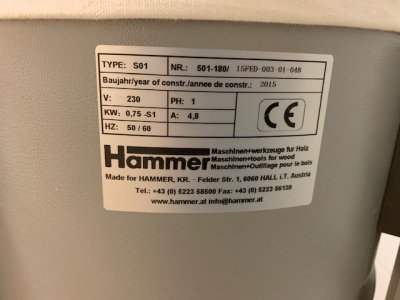 TYPE: S01 NR.: 501-180/ 15FED-003-01-048
Baujahr/year of constr./annee de constr.: 2015
V: 230 PH: 1
KW: 0,75 -S1 A: 4,8
HZ: 50 / 60
CE
Hammer
Maschinen+werkzeuge für Holz
Maschinen+tools for wood
Maschinen+Outillage pour le bois
Made for HAMMER, KR. - Felder Str. 1, 6060 HALL i.T. Austria
Tel.: +43 (0) 5223 58500 Fax: +43 (0) 5223 56130
www.hammer.at info@hammer.at